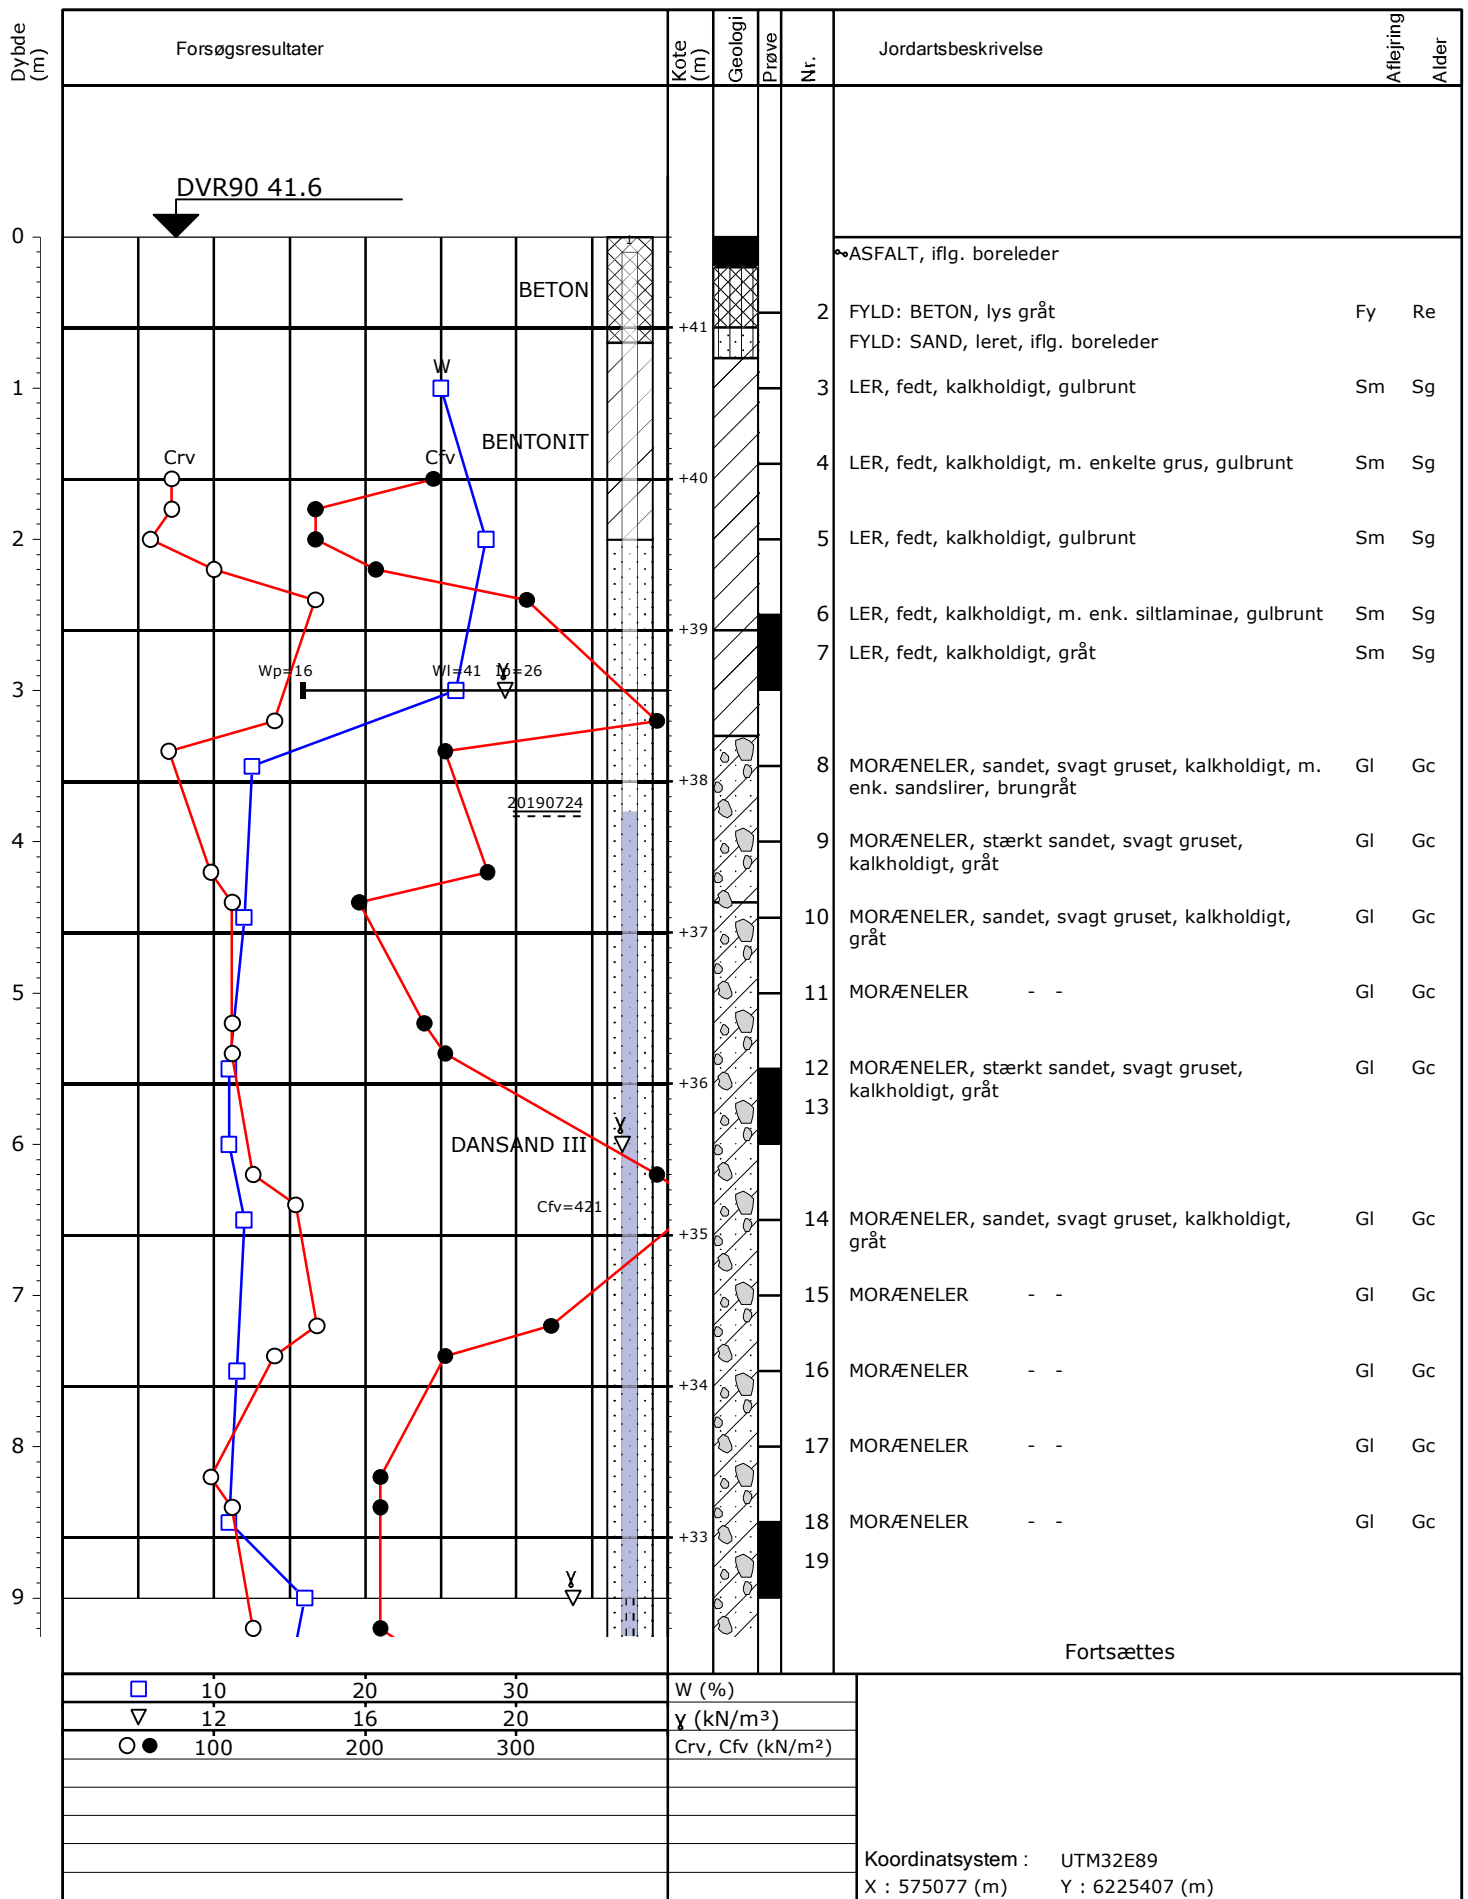 Dybde (m)
Forsøgsresultater
Kote (m)
Geologi
Prøve
Nr.
Jordartsbeskrivelse
Aflejring
Alder
DVR90 41.6
0
1
ASFALT, iflg. boreleder
BETON
2 FYLD: BETON, lys gråt Fy Re
+41
FYLD: SAND, leret, iflg. boreleder
W
1
3 LER, fedt, kalkholdigt, gulbrunt Sm Sg
BENTONIT
Crv
Cfv
4 LER, fedt, kalkholdigt, m. enkelte grus, gulbrunt Sm Sg
+40
2
5 LER, fedt, kalkholdigt, gulbrunt Sm Sg
6 LER, fedt, kalkholdigt, m. enk. siltlaminae, gulbrunt Sm Sg
+39
7 LER, fedt, kalkholdigt, gråt Sm Sg
Wp=16
Wl=41 Ip=26
γ
3
8 MORÆNELER, sandet, svagt gruset, kalkholdigt, m. Gl Gc
enk. sandslirer, brungråt
+38
20190724
4
9 MORÆNELER, stærkt sandet, svagt gruset, Gl Gc
kalkholdigt, gråt
10 MORÆNELER, sandet, svagt gruset, kalkholdigt, Gl Gc
gråt
+37
5
11 MORÆNELER - - Gl Gc
12 MORÆNELER, stærkt sandet, svagt gruset, Gl Gc
kalkholdigt, gråt
+36
13
γ
6
DANSAND III
Cfv=421
14 MORÆNELER, sandet, svagt gruset, kalkholdigt, Gl Gc
gråt
+35
7
15 MORÆNELER - - Gl Gc
16 MORÆNELER - - Gl Gc
+34
8
17 MORÆNELER - - Gl Gc
18 MORÆNELER - - Gl Gc
+33
19
γ
9
Fortsættes
10 20 30 W (%)
12 16 20 γ (kN/m³)
100 200 300 Crv, Cfv (kN/m²)
Koordinatsystem : UTM32E89
X : 575077 (m) Y : 6225407 (m)